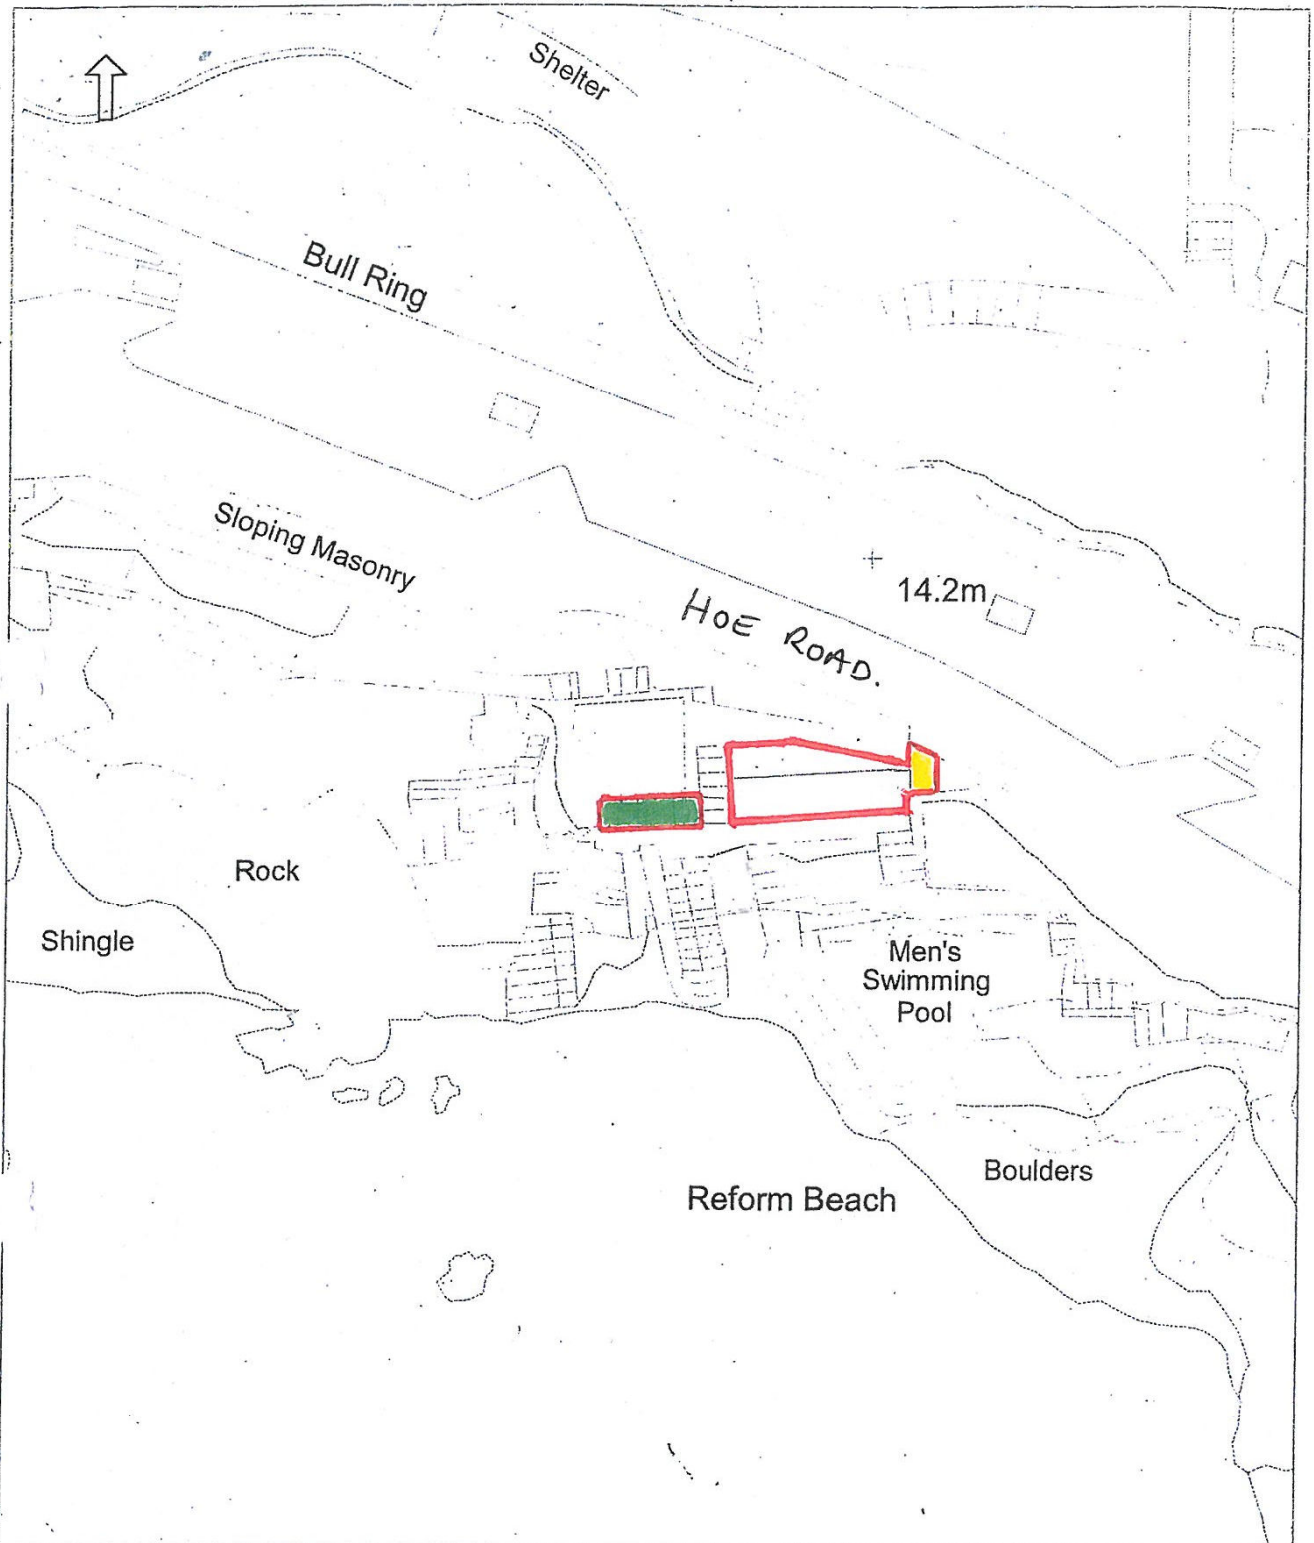 Shelter
Bull Ring
Sloping Masonry
14.2m
HOE ROAD.
Rock
Shingle
Men's
Swimming
Pool
Boulders
Reform Beach